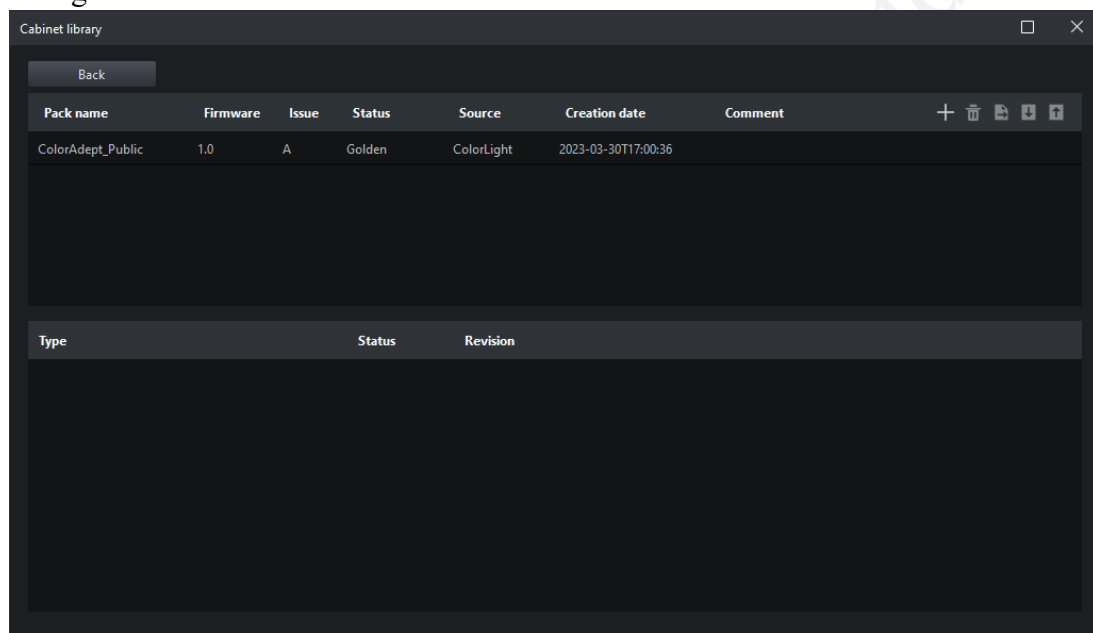 Cabinet library
Back
Pack name Firmware Issue Status Source Creation date Comment
ColorAdept_Public 1.0 A Golden ColorLight 2023-03-30T17:00:36
Type Status Revision